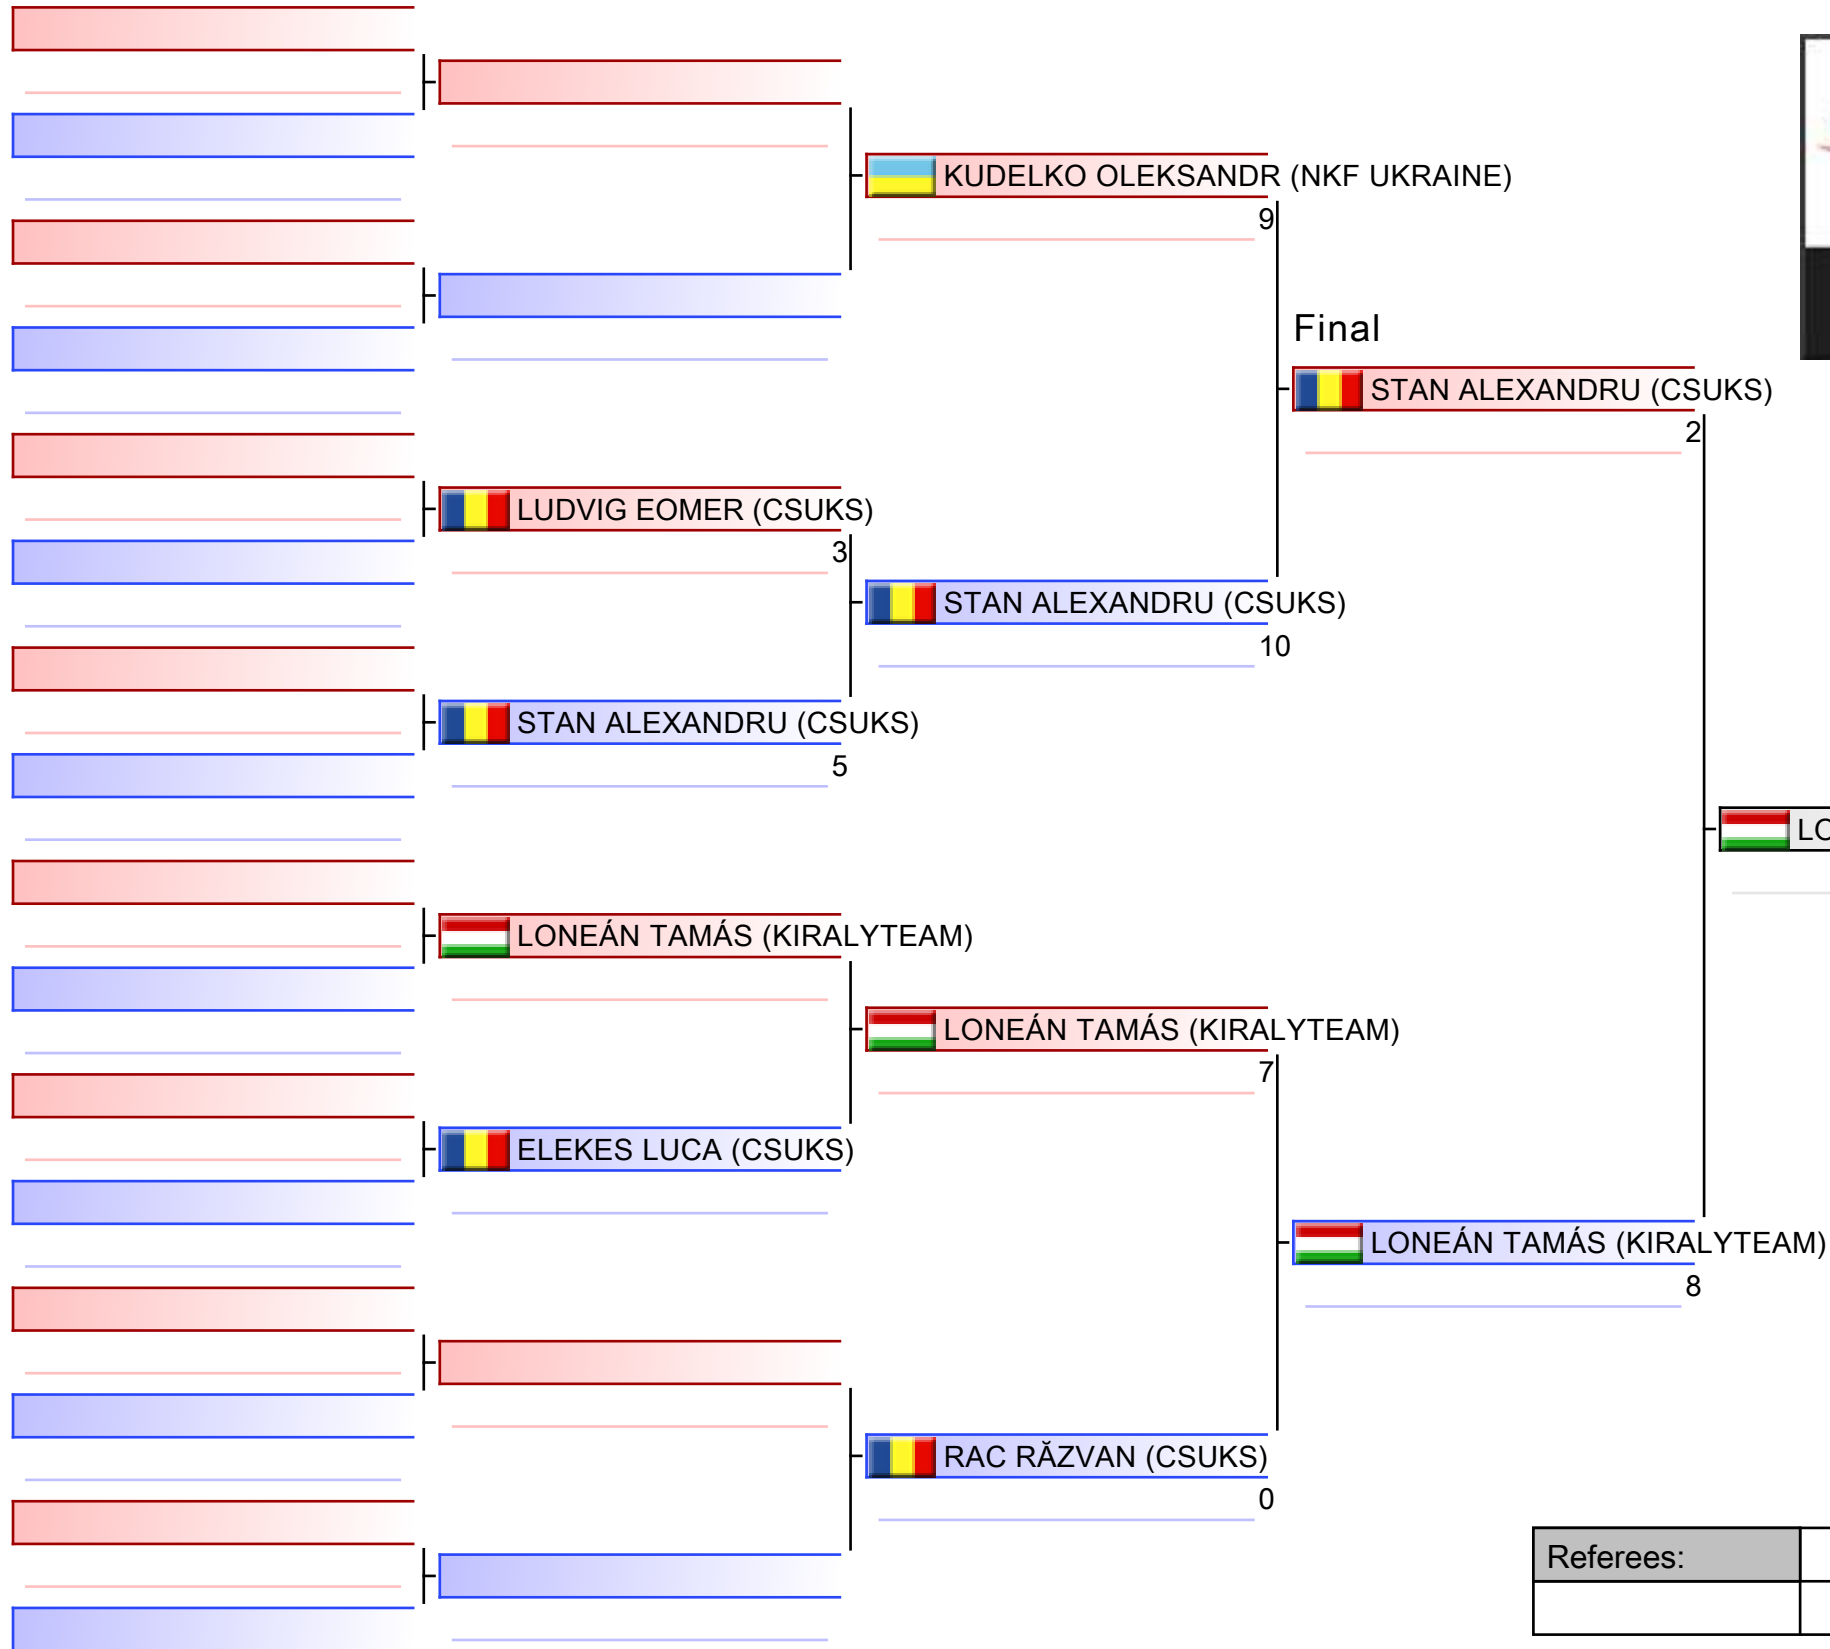 KUDELKO OLEKSANDR (NKF UKRAINE)
9
Final
STAN ALEXANDRU (CSUKS)
2
LUDVIG EOMER (CSUKS)
3
STAN ALEXANDRU (CSUKS)
10
STAN ALEXANDRU (CSUKS)
5
LO
LONEÁN TAMÁS (KIRALYTEAM)
LONEÁN TAMÁS (KIRALYTEAM)
7
ELEKES LUCA (CSUKS)
LONEÁN TAMÁS (KIRALYTEAM)
8
RAC RĂZVAN (CSUKS)
0
Referees: